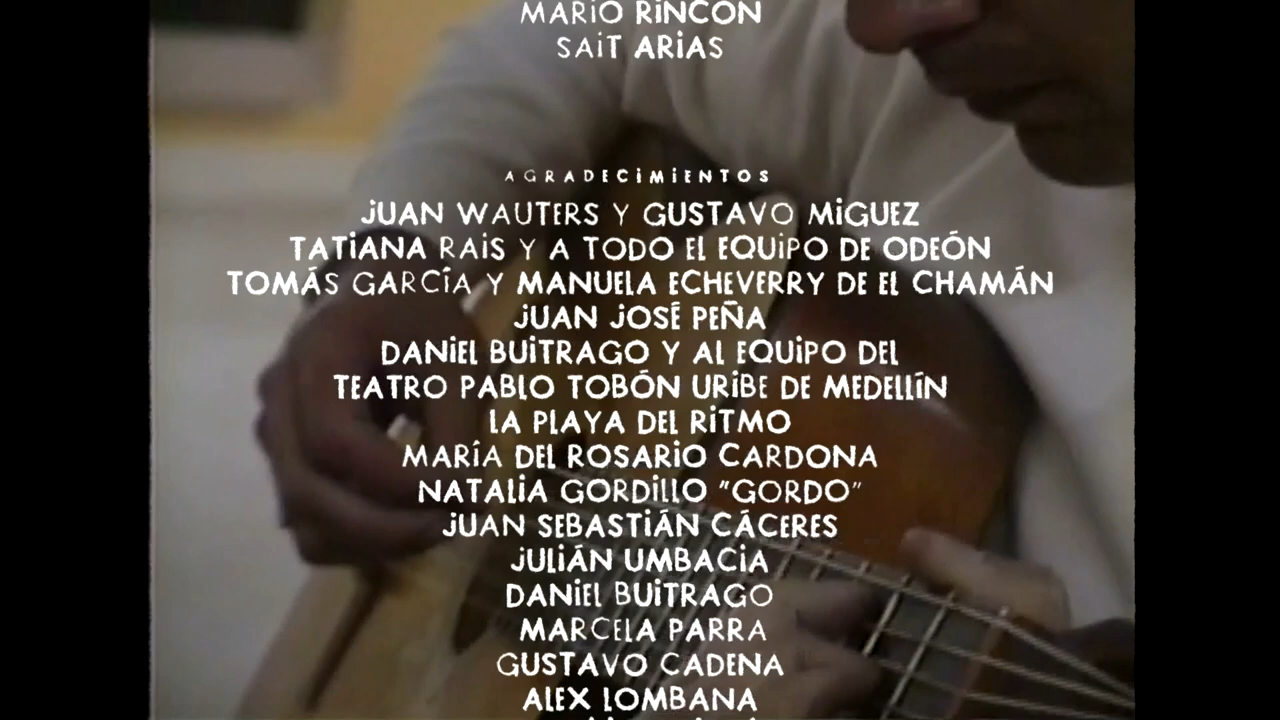 MARIO RINCÓN
SAIT ARIAS
AGRADECIMIENTOS
JUAN WAUTERS Y GUSTAVO MIGUEZ
TATIANA RAIS Y A TODO EL EQUIPO DE ODEÓN
TOMÁS GARCÍA Y MANUELA ECHEVERRY DE EL CHAMÁN
JUAN JOSÉ PEÑA
DANIEL BUITRAGO Y AL EQUIPO DEL
TEATRO PABLO TOBÓN URIBE DE MEDELLÍN
LA PLAYA DEL RITMO
MARÍA DEL ROSARIO CARDONA
NATALIA GORDILLO "GORDO"
JUAN SEBASTIÁN CÁCERES
JULIÁN UMBACIA
DANIEL BUITRAGO
MARCELA PARRA
GUSTAVO CADENA
ALEX LOMBANA